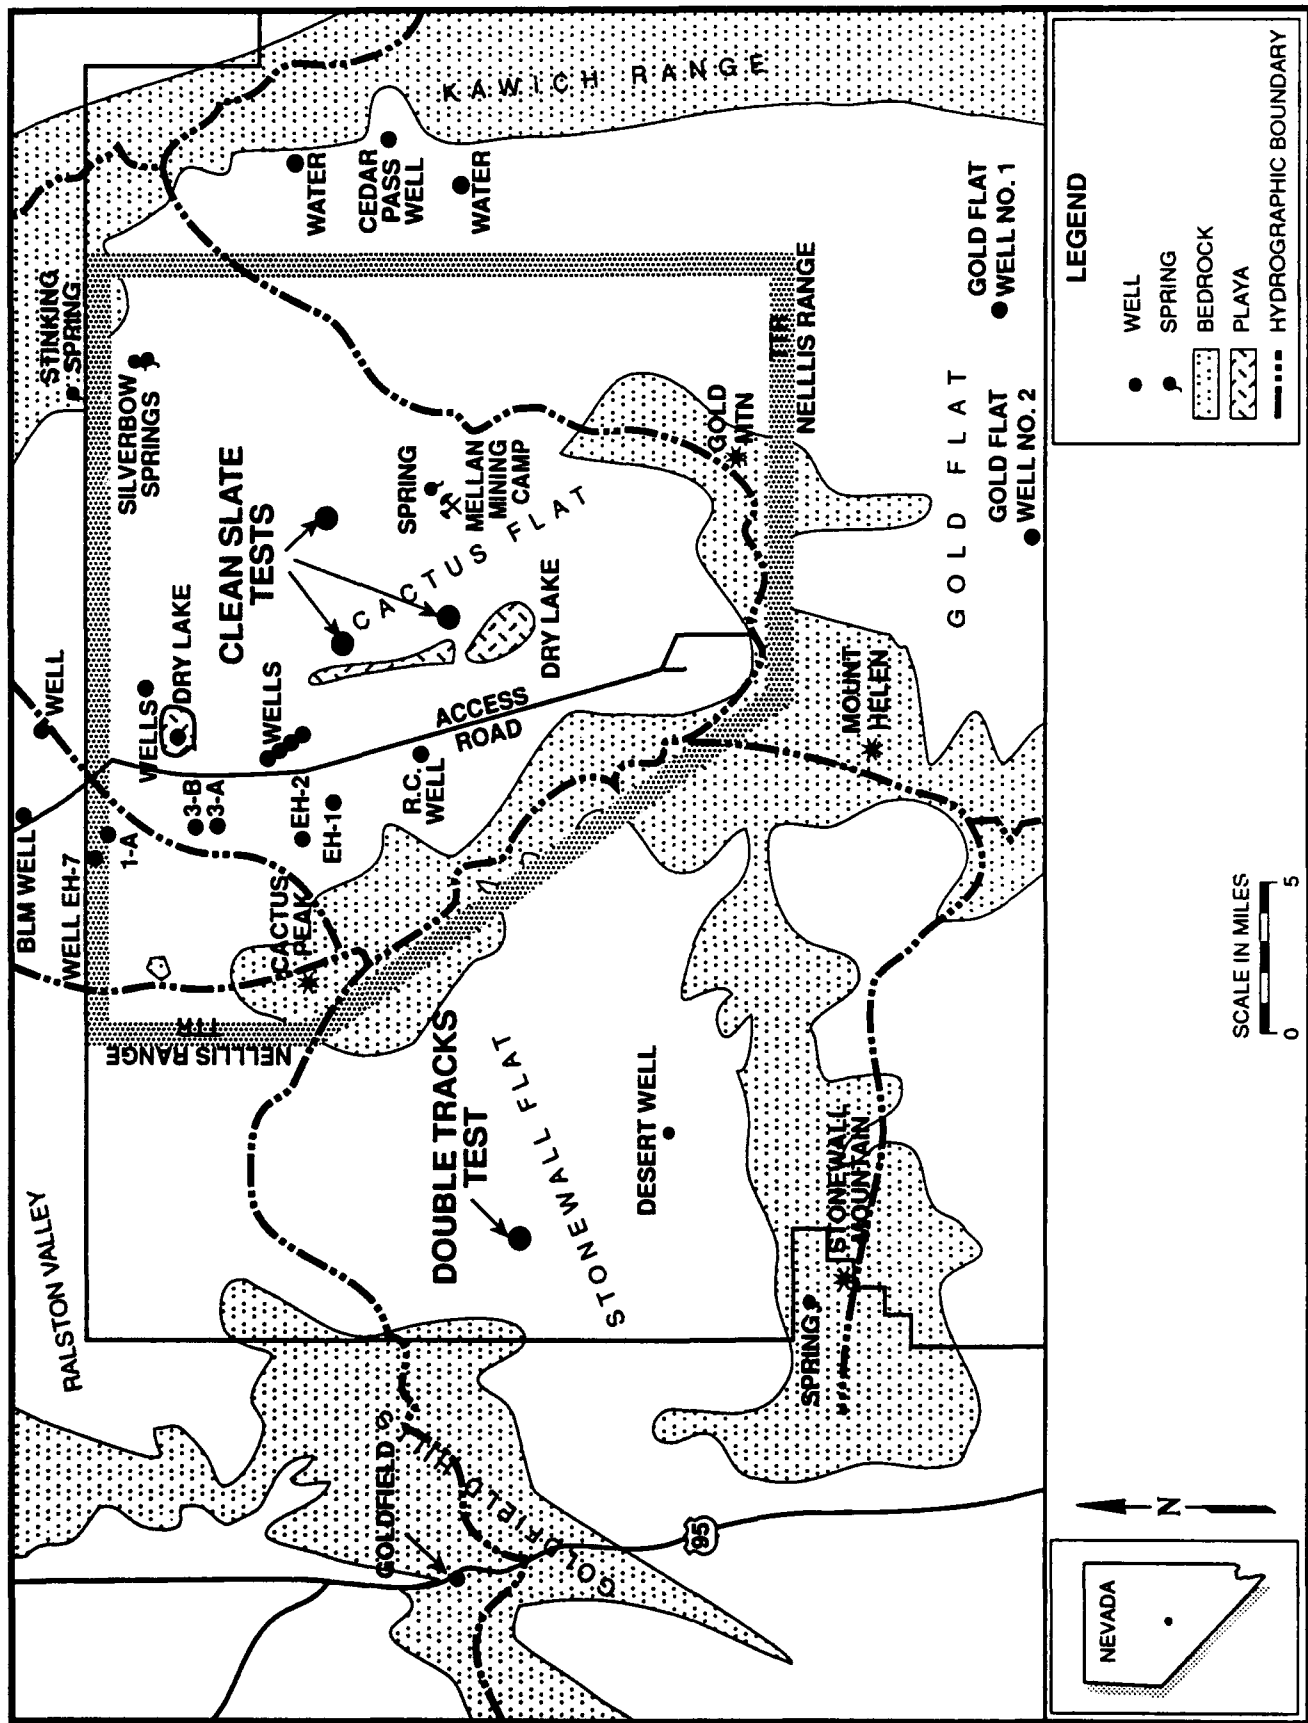 RALSTON VALLEY
BLM WELL
WELL
WELL EH-7
1-A
WELLS
DRY LAKE
SILVERBOW
SPRINGS
STINKING
SPRING
NELLIS RANGE
TTR
3-B
3-A
CACTUS
PEAK
EH-2
EH-1
WELLS
CLEAN SLATE
TESTS
WATER
CEDAR
PASS
WELL
WATER
KAWICH RANGE
R.C.
WELL
ACCESS
ROAD
CACTUS FLAT
SPRING
MELLAN
MINING
CAMP
DRY LAKE
GOLDFIELD
GOLDFIELD HILLS
DOUBLE TRACKS
TEST
STONEWALL FLAT
DESERT WELL
95
GOLD
MTN
TTR
NELLLIS RANGE
SPRING
STONEWALL
MOUNTAIN
MOUNT
HELEN
GOLD FLAT
GOLD FLAT
WELL NO. 2
GOLD FLAT
WELL NO. 1
NEVADA
N
SCALE IN MILES
0 5
LEGEND
WELL
SPRING
BEDROCK
PLAYA
HYDROGRAPHIC BOUNDARY